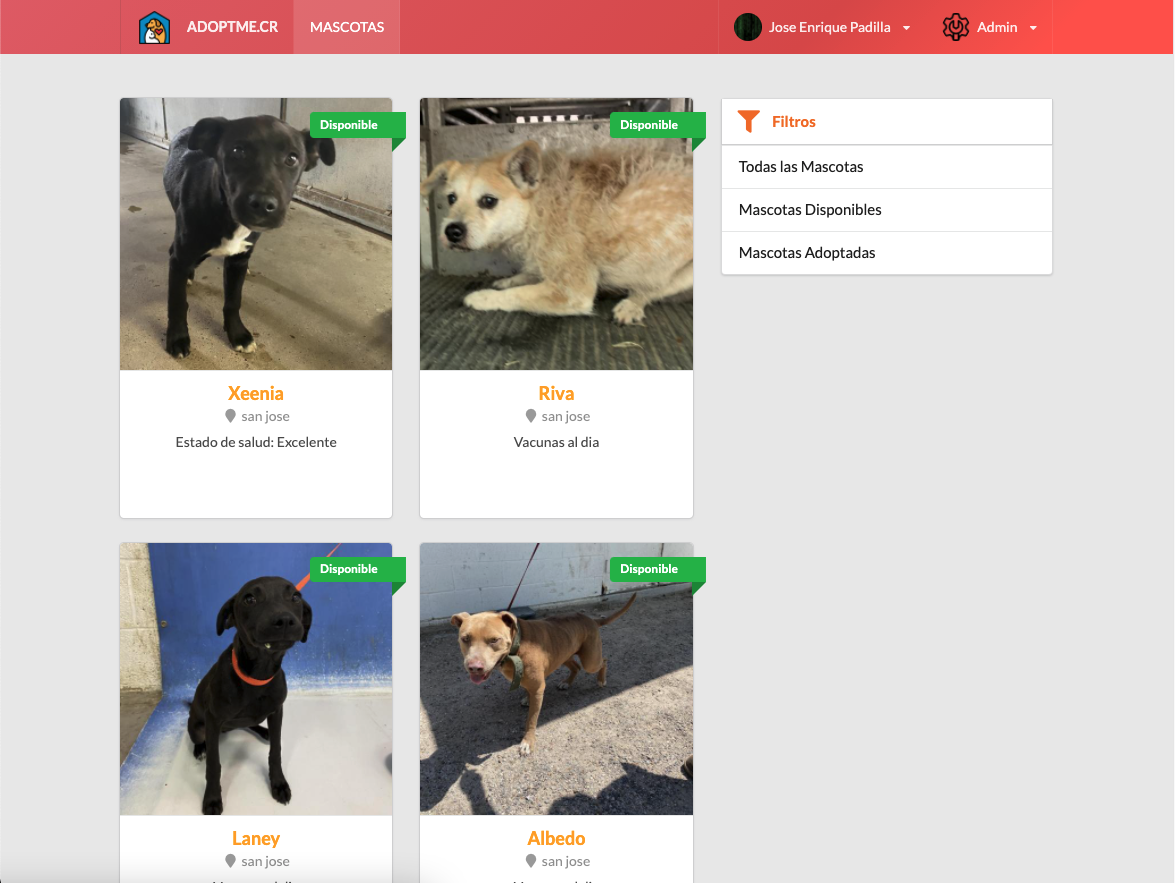 ADOPTME.CR
MASCOTAS
Jose Enrique Padilla
Admin
Disponible
Disponible
Filtros
Todas las Mascotas
Mascotas Disponibles
Mascotas Adoptadas
Xeenia
san jose
Estado de salud: Excelente
Riva
san jose
Vacunas al dia
Disponible
Disponible
Laney
san jose
Albedo
san jose